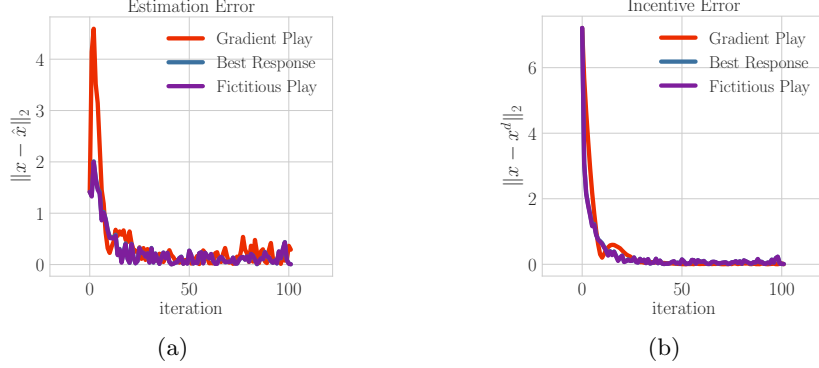 Estimation Error
Gradient Play
Best Response
Fictitious Play
4
3
2
1
0
‖x − x̂‖₂
0 50 100
iteration
(a)
Incentive Error
Gradient Play
Best Response
Fictitious Play
6
4
2
0
‖x − xᵈ‖₂
0 50 100
iteration
(b)